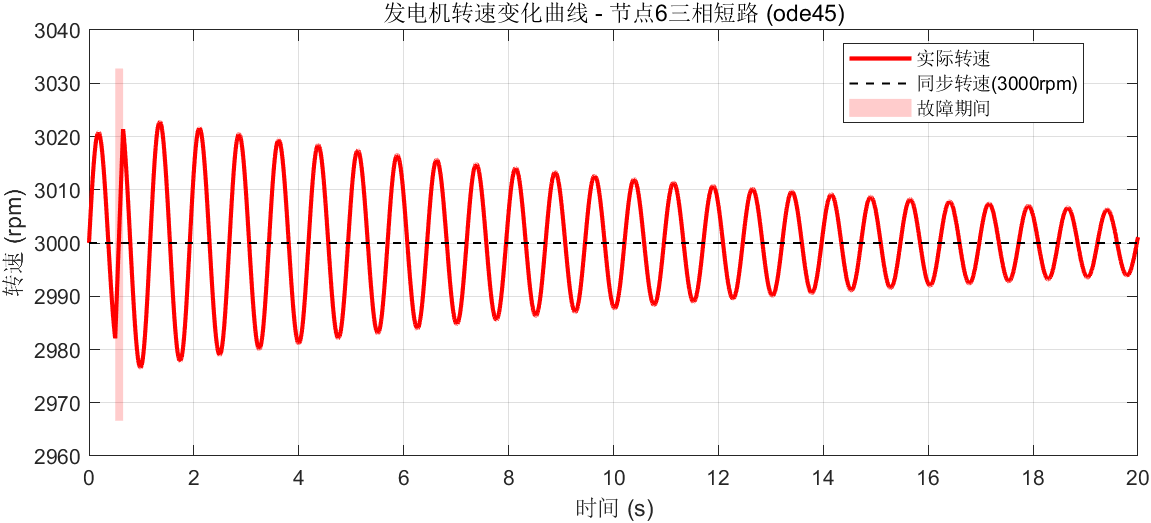 发电机转速变化曲线 - 节点6三相短路 (ode45)
3040
3030
3020
3010
3000
2990
2980
2970
2960
转速 (rpm)
实际转速
同步转速(3000rpm)
故障期间
0 2 4 6 8 10 12 14 16 18 20
时间 (s)